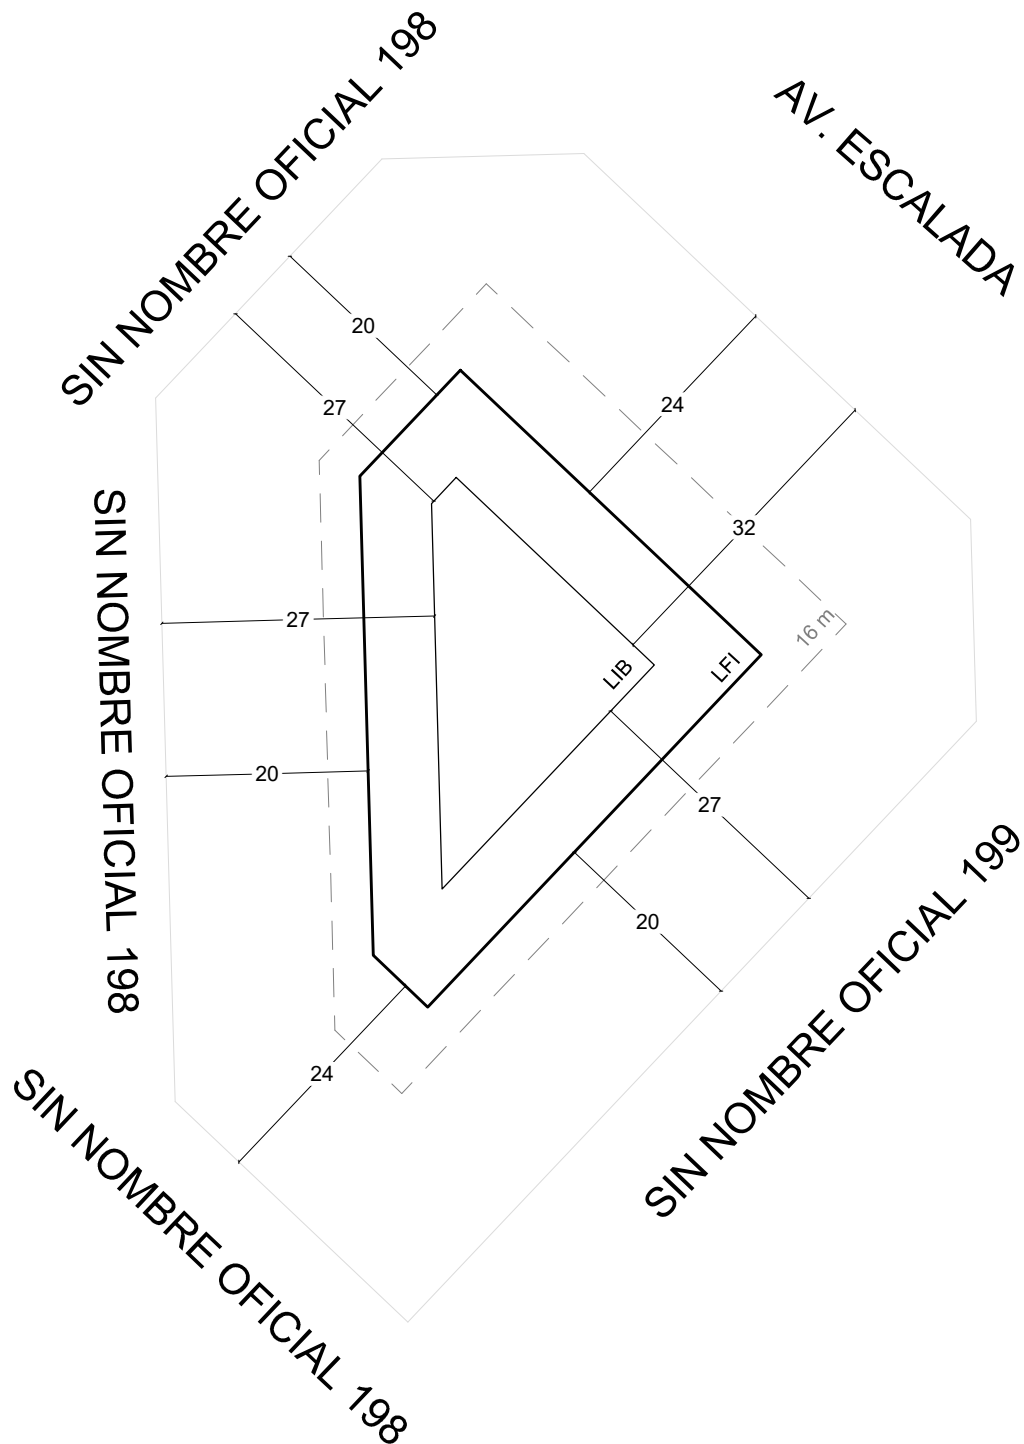 SIN NOMBRE OFICIAL 198
AV. ESCALADA
20
27
24
32
SIN NOMBRE OFICIAL 198
27
16 m
LIB
LFI
20
27
20
SIN NOMBRE OFICIAL 199
24
SIN NOMBRE OFICIAL 198